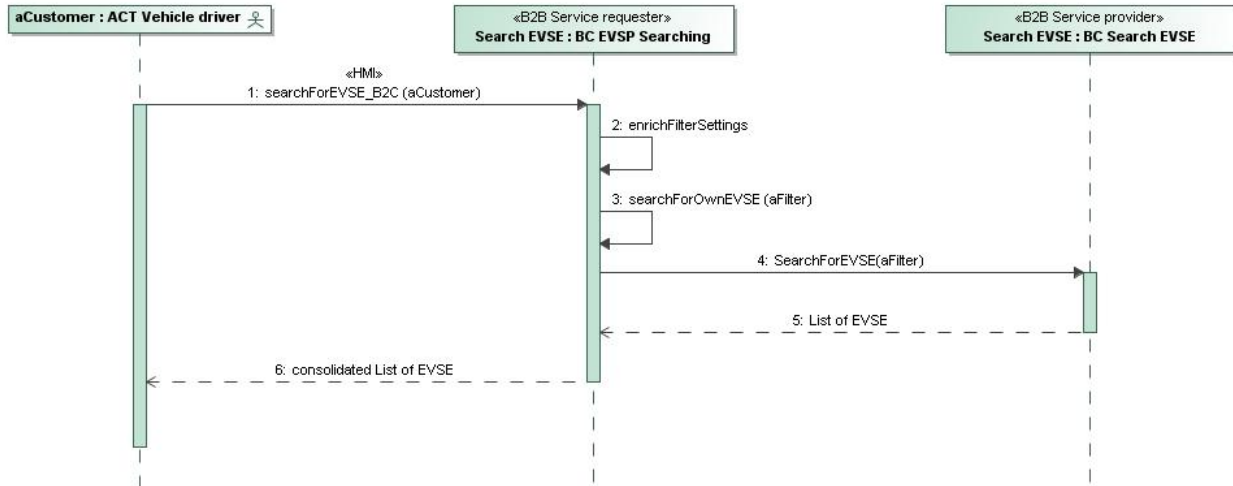 aCustomer : ACT Vehicle driver
«B2B Service requester»
Search EVSE : BC EVSP Searching
«B2B Service provider»
Search EVSE : BC Search EVSE
«HMI»
1: searchForEVSE_B2C (aCustomer)
2: enrichFilterSettings
3: searchForOwnEVSE (aFilter)
4: SearchForEVSE(aFilter)
5: List of EVSE
6: consolidated List of EVSE